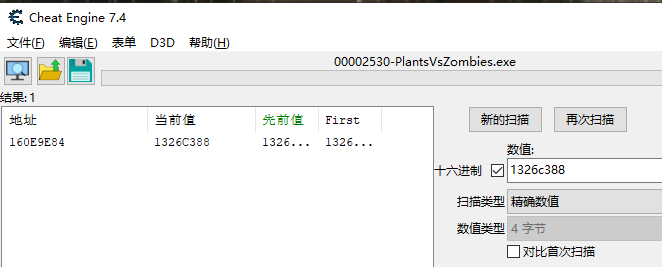 Cheat Engine 7.4
文件(F) 编辑(E) 表单 D3D 帮助(H)
00002530-PlantsVsZombies.exe
结果: 1
地址 当前值 先前值 First
160E9E84 1326C388 1326... 1326...
新的扫描 再次扫描
数值:
十六进制 1326c388
扫描类型 精确数值
数值类型 4 字节
对比首次扫描